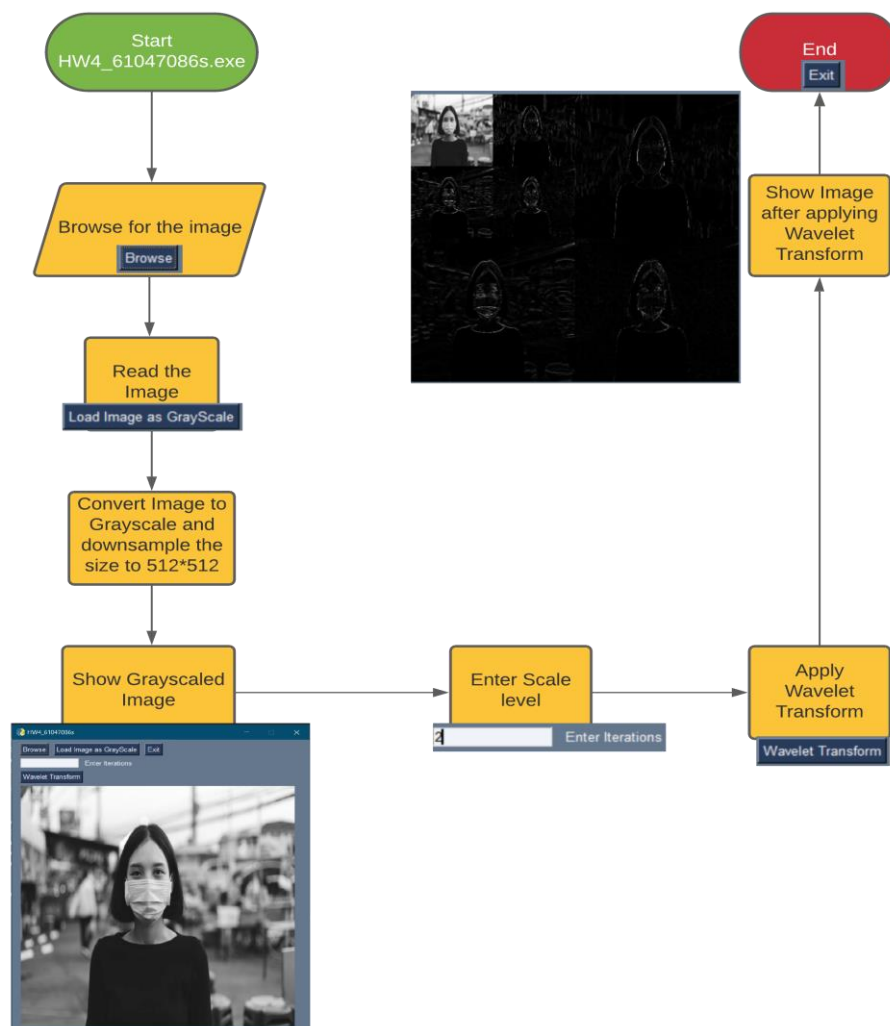 Start
HW4_61047086s.exe
Browse for the image
Browse
Read the
Image
Load Image as GrayScale
Convert Image to
Grayscale and
downsample the
size to 512*512
Show Grayscaled
Image
HW4_61047086s
Browse Load Image as GrayScale Exit
Enter Iterations
Wavelet Transform
Enter Scale
level
2 Enter Iterations
Apply
Wavelet
Transform
Wavelet Transform
Show Image
after applying
Wavelet
Transform
End
Exit